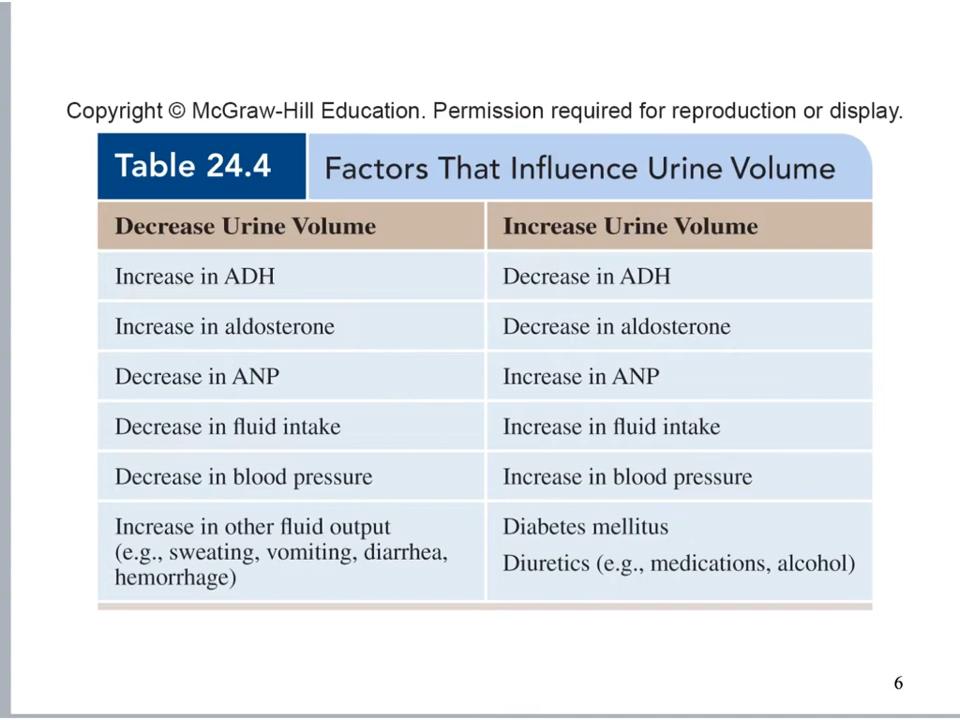 Copyright © McGraw-Hill Education. Permission required for reproduction or display.
Table 24.4 Factors That Influence Urine Volume
Decrease Urine Volume Increase Urine Volume
Increase in ADH Decrease in ADH
Increase in aldosterone Decrease in aldosterone
Decrease in ANP Increase in ANP
Decrease in fluid intake Increase in fluid intake
Decrease in blood pressure Increase in blood pressure
Increase in other fluid output
(e.g., sweating, vomiting, diarrhea,
hemorrhage)
Diabetes mellitus
Diuretics (e.g., medications, alcohol)
6